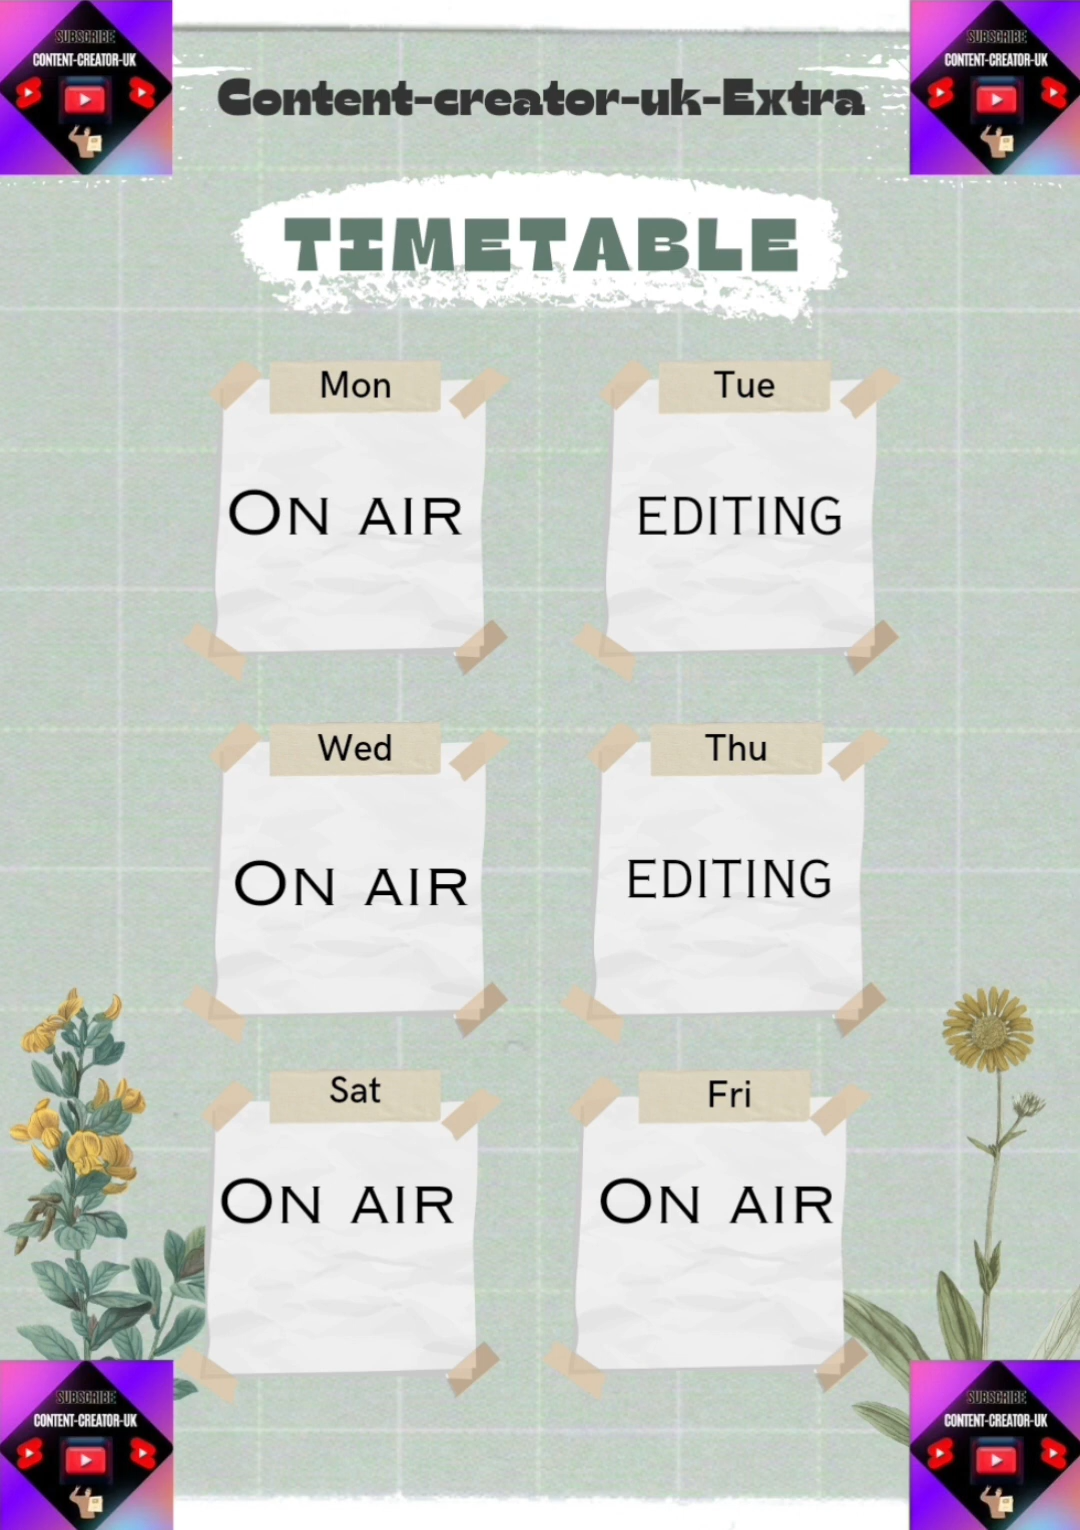 SUBSCRIBE
CONTENT-CREATOR-UK
SUBSCRIBE
CONTENT-CREATOR-UK
Content-creator-uk-Extra
TIMETABLE
Mon
Tue
ON AIR
EDITING
Wed
Thu
ON AIR
EDITING
Sat
Fri
ON AIR
ON AIR
SUBSCRIBE
CONTENT-CREATOR-UK
SUBSCRIBE
CONTENT-CREATOR-UK